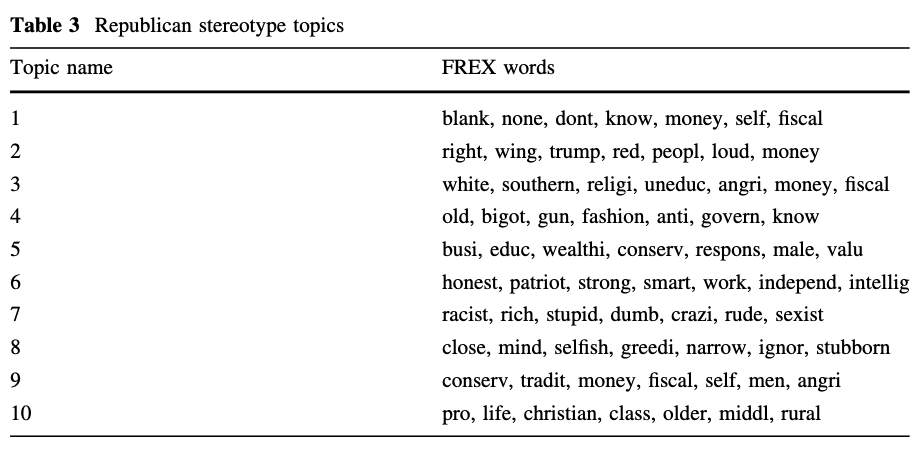 Table 3 Republican stereotype topics
Topic name FREX words
1 blank, none, dont, know, money, self, fiscal
2 right, wing, trump, red, peopl, loud, money
3 white, southern, religi, uneduc, angri, money, fiscal
4 old, bigot, gun, fashion, anti, govern, know
5 busi, educ, wealthi, conserv, respons, male, valu
6 honest, patriot, strong, smart, work, independ, intellig
7 racist, rich, stupid, dumb, crazi, rude, sexist
8 close, mind, selfish, greedi, narrow, ignor, stubborn
9 conserv, tradit, money, fiscal, self, men, angri
10 pro, life, christian, class, older, middl, rural